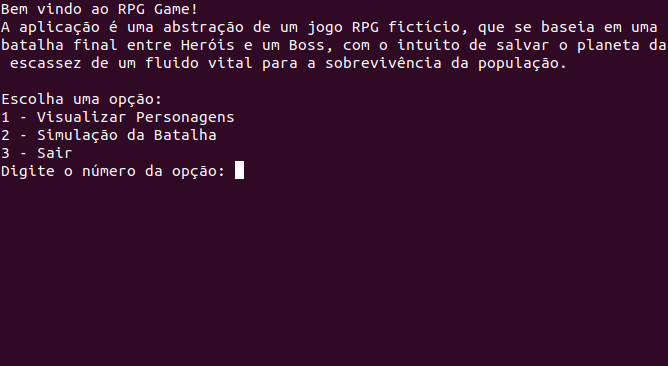 Bem vindo ao RPG Game!
A aplicação é uma abstração de um jogo RPG fictício, que se baseia em uma
batalha final entre Heróis e um Boss, com o intuito de salvar o planeta da
escassez de um fluido vital para a sobrevivência da população.
Escolha uma opção:
1 - Visualizar Personagens
2 - Simulação da Batalha
3 - Sair
Digite o número da opção: